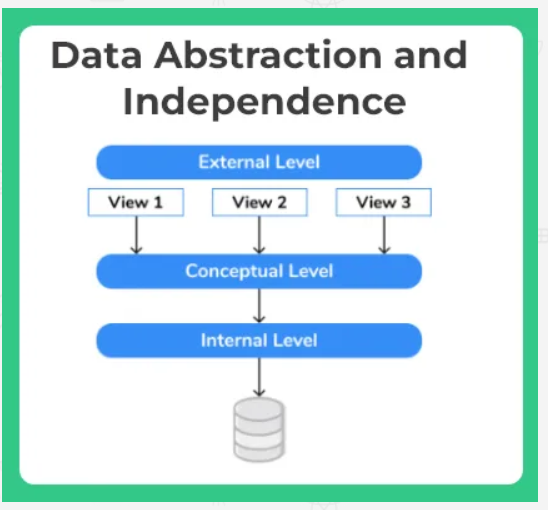 Data Abstraction and
Independence
External Level
View 1
View 2
View 3
Conceptual Level
Internal Level